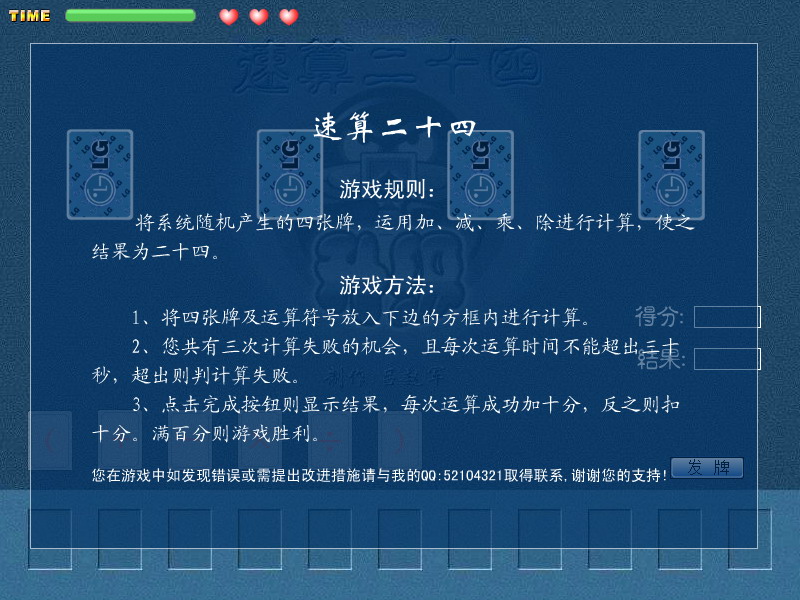 TIME
速算二十四
速算二十四
LG
LG
LG
LG
游戏规则：
将系统随机产生的四张牌，运用加、减、乘、除进行计算，使之
结果为二十四。
游戏方法：
1、将四张牌及运算符号放入下边的方框内进行计算。
得分:
2、您共有三次计算失败的机会，且每次运算时间不能超出三十
秒，超出则判计算失败。
结果:
3、点击完成按钮则显示结果，每次运算成功加十分，反之则扣
十分。满百分则游戏胜利。
您在游戏中如发现错误或需提出改进措施请与我的QQ:52104321取得联系,谢谢您的支持!
发 牌